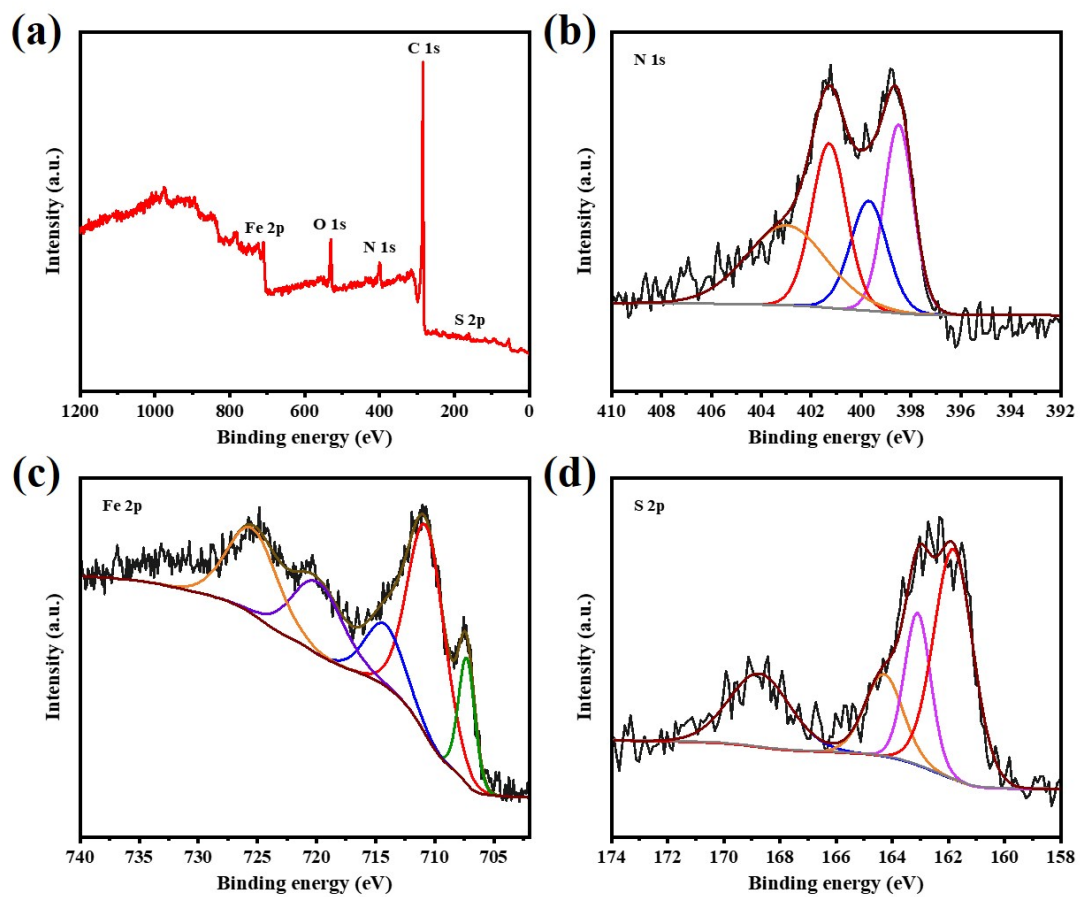 (a)
C 1s
Fe 2p
O 1s
N 1s
S 2p
Intensity (a.u.)
1200 1000 800 600 400 200 0
Binding energy (eV)
(b)
N 1s
Intensity (a.u.)
410 408 406 404 402 400 398 396 394 392
Binding energy (eV)
(c)
Fe 2p
Intensity (a.u.)
740 735 730 725 720 715 710 705
Binding energy (eV)
(d)
S 2p
Intensity (a.u.)
174 172 170 168 166 164 162 160 158
Binding energy (eV)